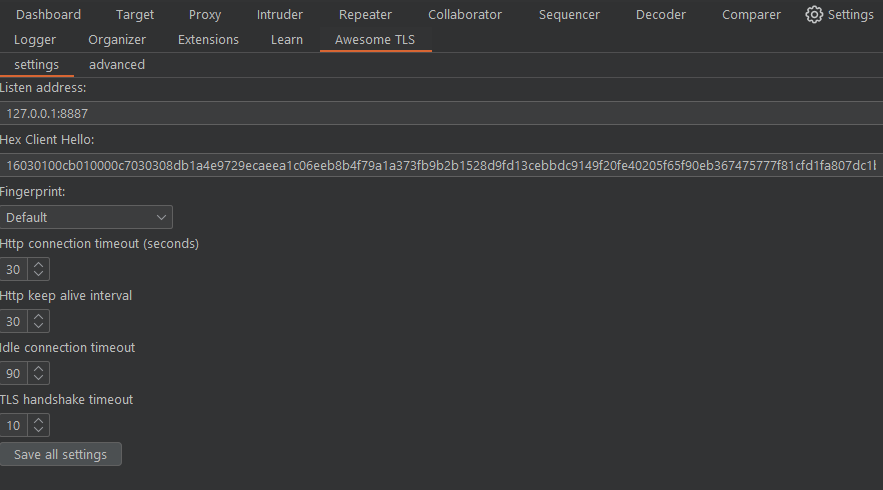 Dashboard Target Proxy Intruder Repeater Collaborator Sequencer Decoder Comparer Settings
Logger Organizer Extensions Learn Awesome TLS
settings advanced
Listen address:
127.0.0.1:8887
Hex Client Hello:
16030100cb010000c7030308db1a4e9729ecaeea1c06eeb8b4f79a1a373fb9b2b1528d9fd13cebbdc9149f20fe40205f65f90eb367475777f81cfd1fa807dc1b
Fingerprint:
Default
Http connection timeout (seconds)
30
Http keep alive interval
30
Idle connection timeout
90
TLS handshake timeout
10
Save all settings